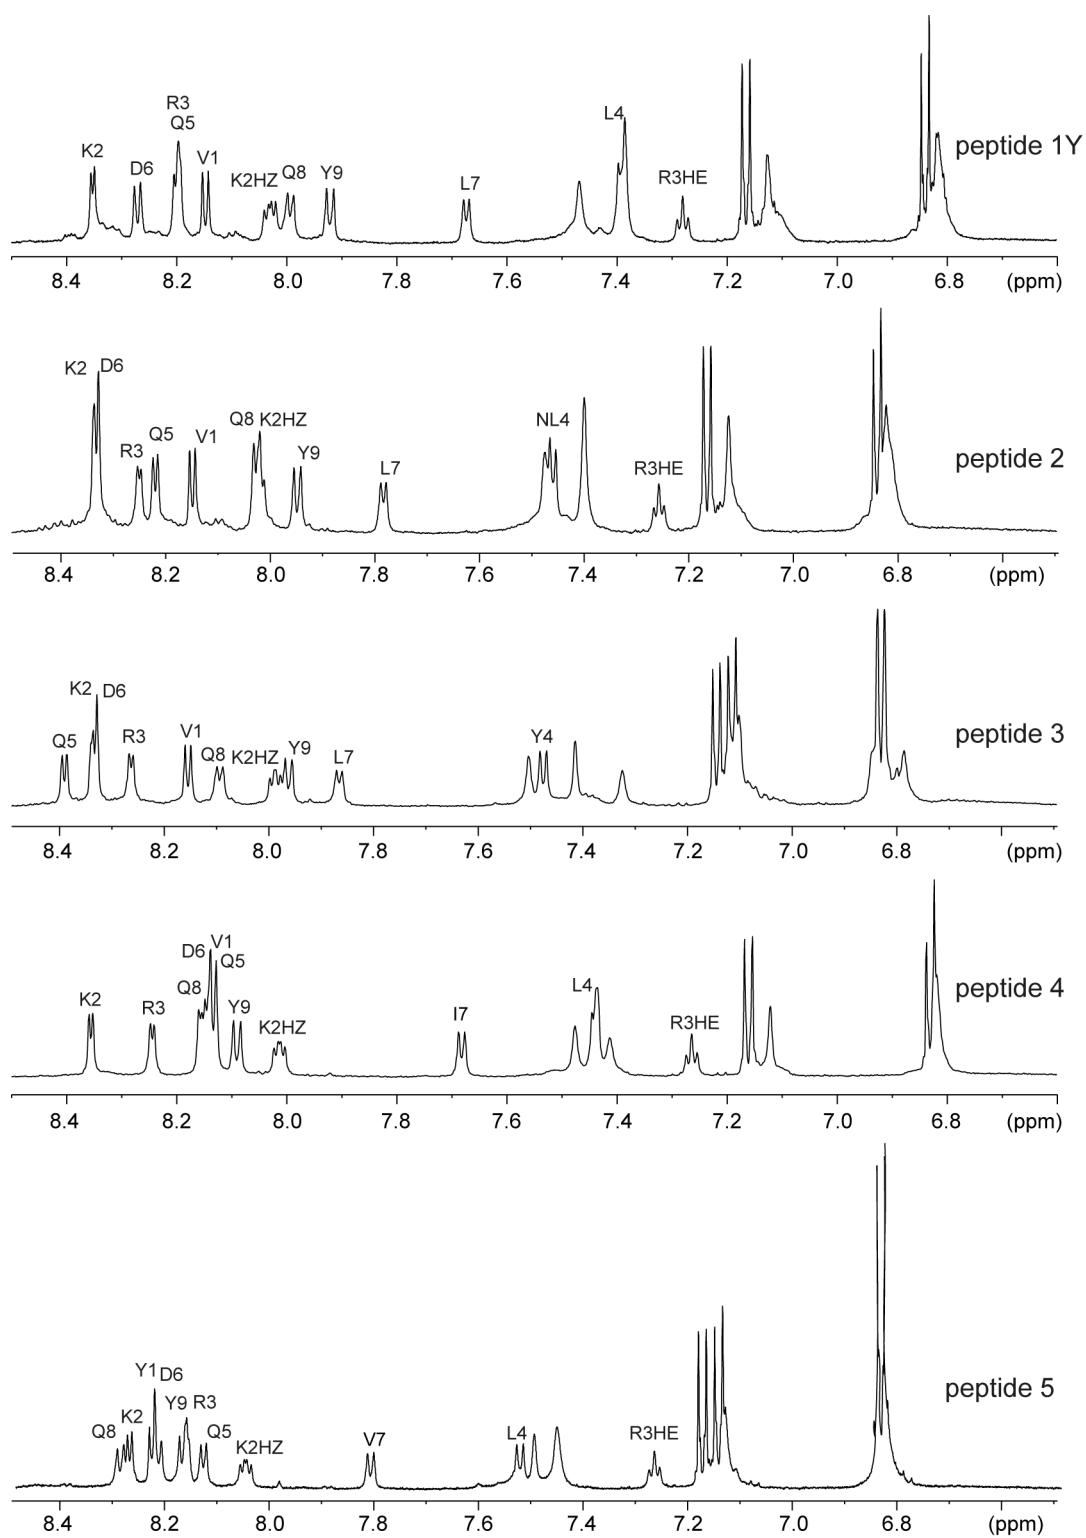 R3
K2 D6 Q5 V1 K2HZ Q8 Y9 L7 L4 R3HE peptide 1Y
8.4 8.2 8.0 7.8 7.6 7.4 7.2 7.0 6.8 (ppm)
K2 D6 R3 Q5 V1 Q8 K2HZ Y9 L7 NL4 R3HE peptide 2
8.4 8.2 8.0 7.8 7.6 7.4 7.2 7.0 6.8 (ppm)
Q5 K2 D6 R3 V1 Q8 K2HZ Y9 L7 Y4 peptide 3
8.4 8.2 8.0 7.8 7.6 7.4 7.2 7.0 6.8 (ppm)
K2 R3 Q8 D6 V1 Q5 Y9 K2HZ I7 L4 R3HE peptide 4
8.4 8.2 8.0 7.8 7.6 7.4 7.2 7.0 6.8 (ppm)
Q8 K2 Y1 D6 Y9 R3 Q5 K2HZ V7 L4 R3HE peptide 5
8.4 8.2 8.0 7.8 7.6 7.4 7.2 7.0 6.8 (ppm)